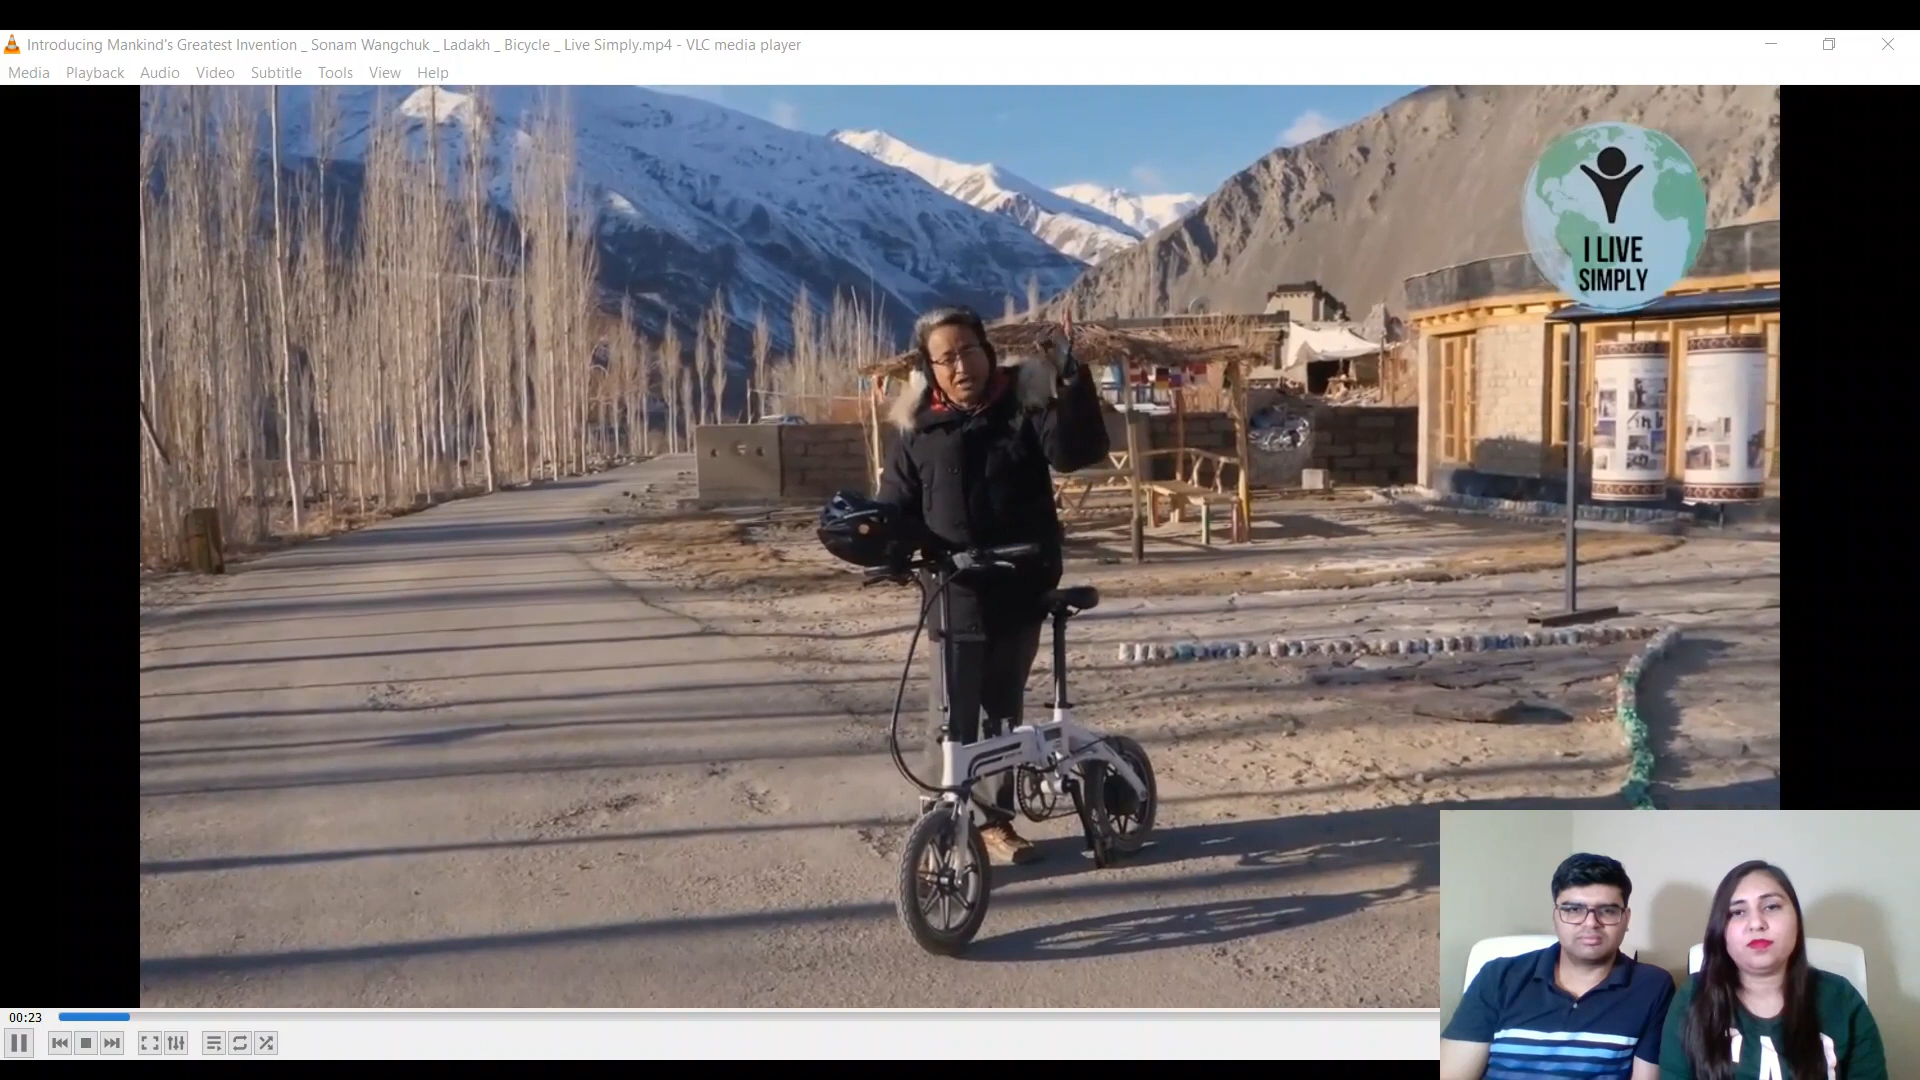 Introducing Mankind's Greatest Invention _ Sonam Wangchuk _ Ladakh _ Bicycle _ Live Simply.mp4 - VLC media player
Media Playback Audio Video Subtitle Tools View Help
I LIVE
SIMPLY
00:23